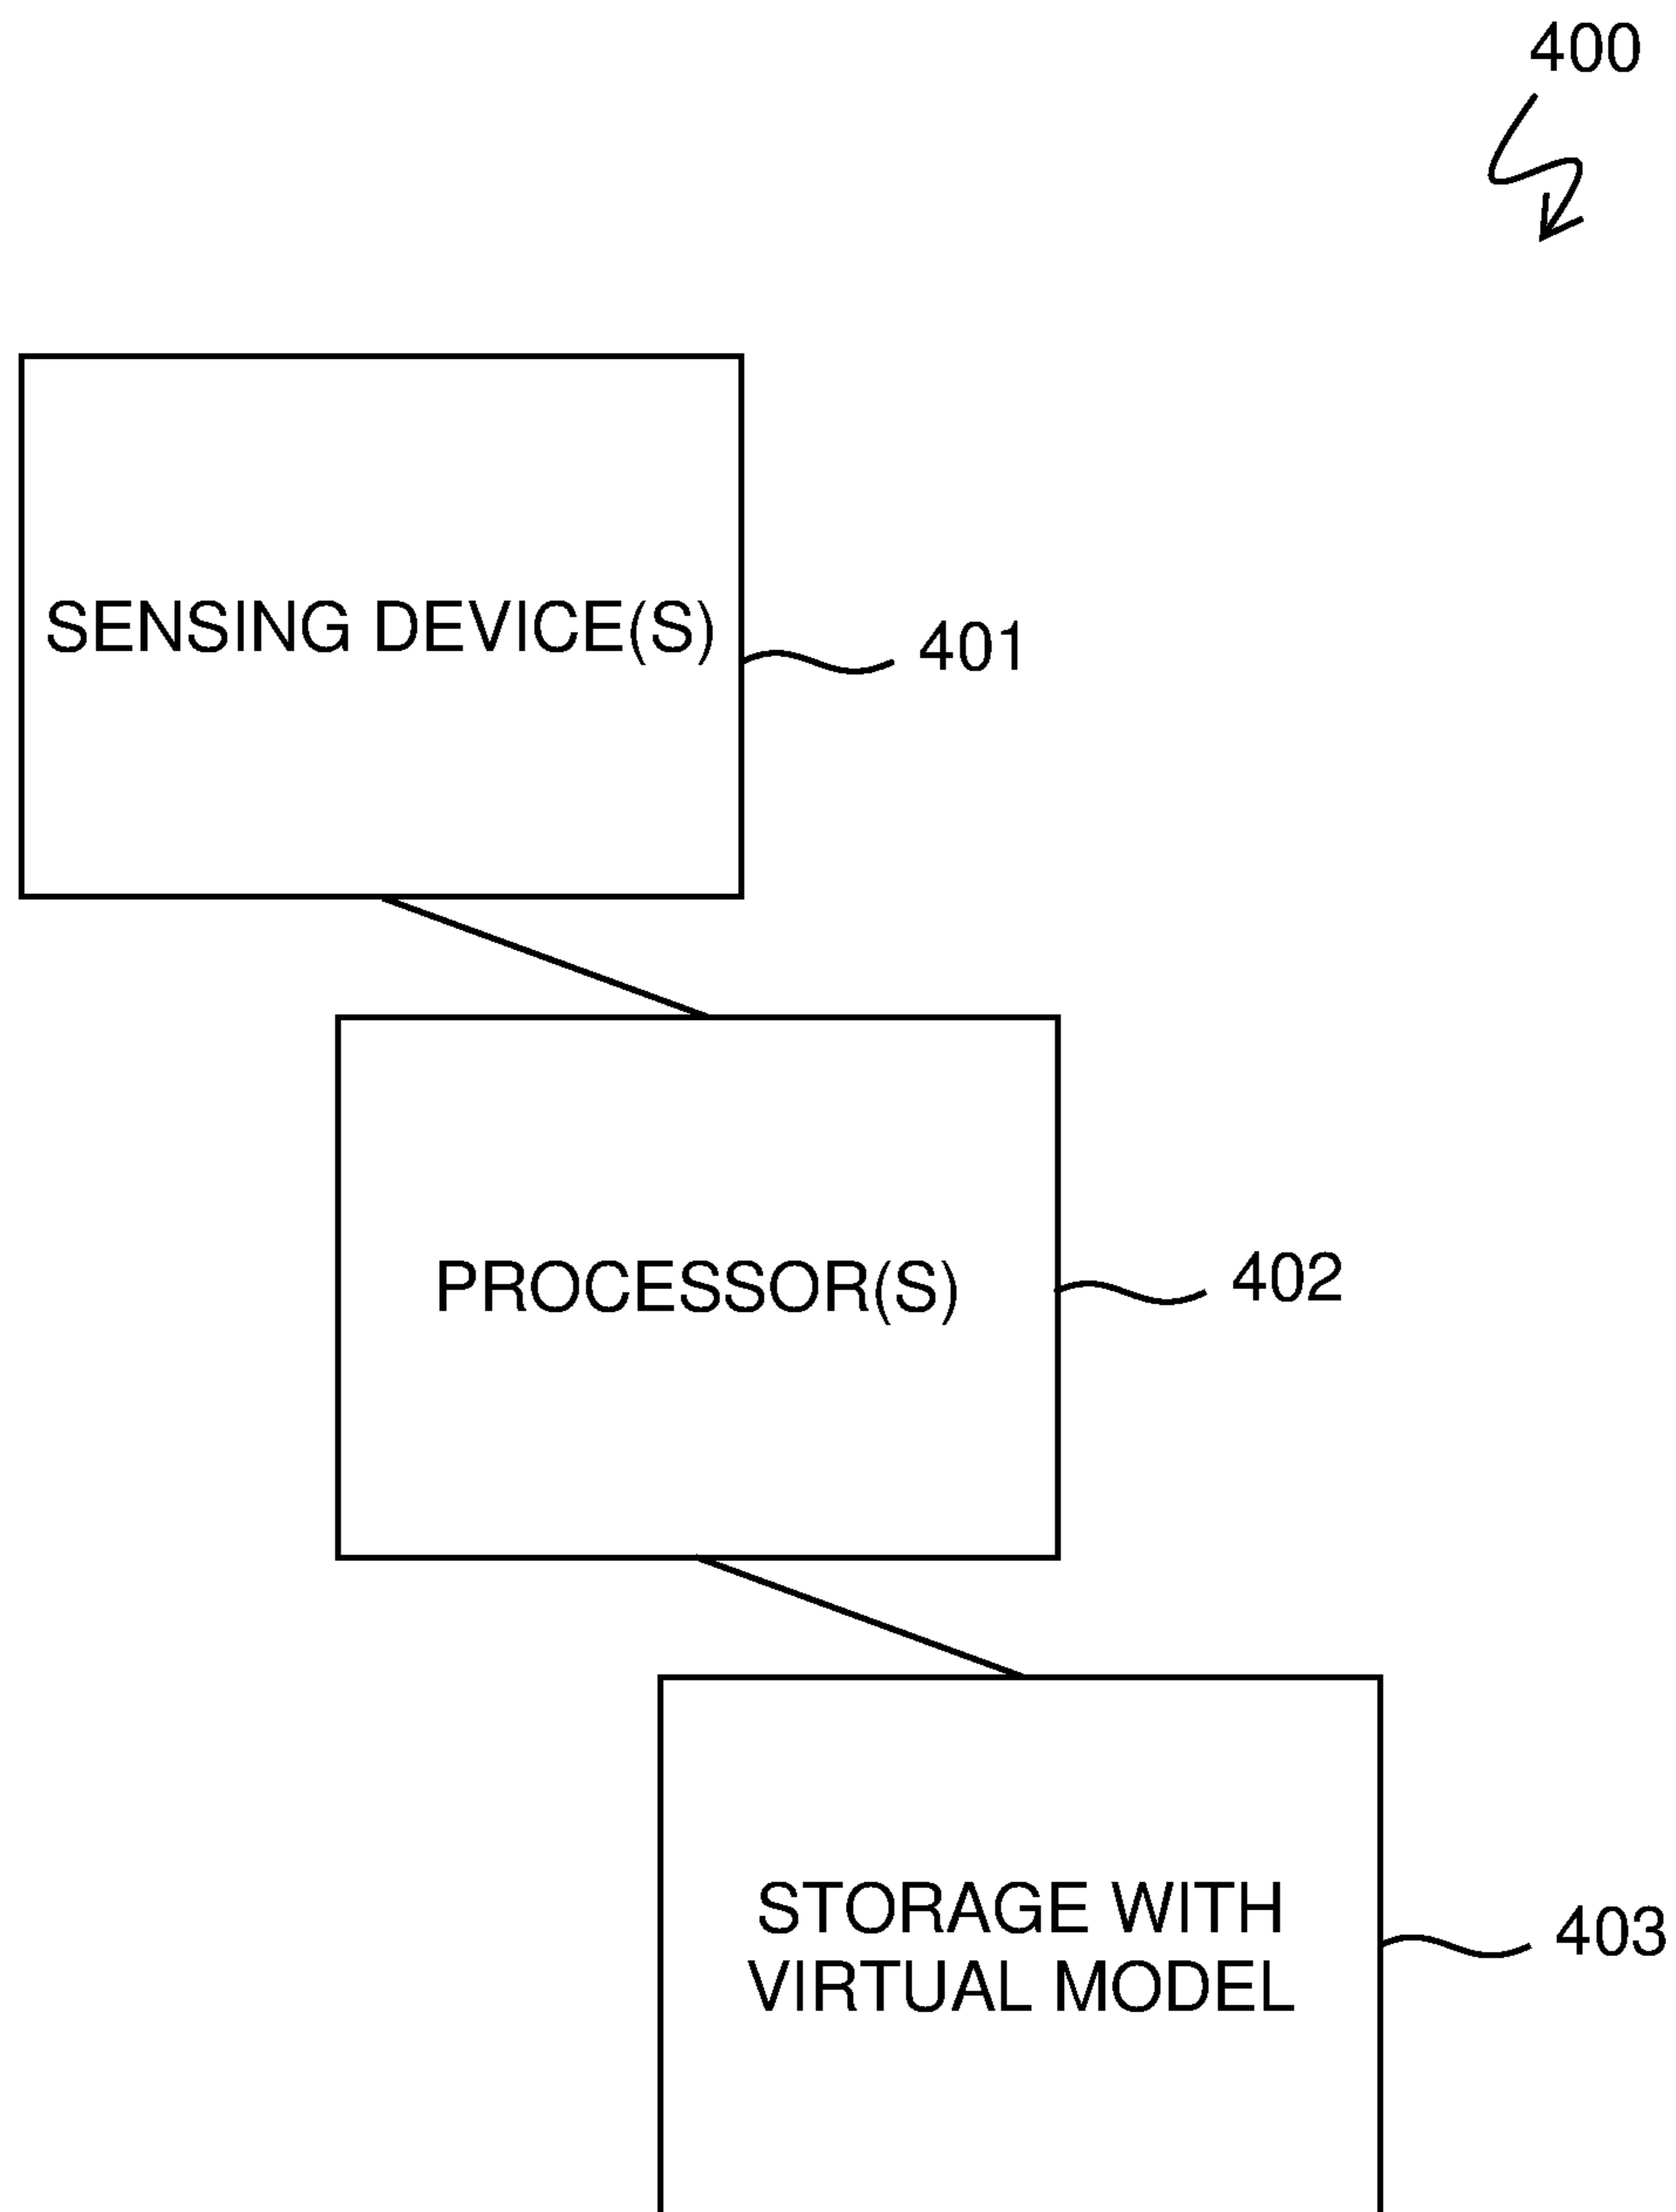 400
SENSING DEVICE(S)
401
PROCESSOR(S)
402
STORAGE WITH
VIRTUAL MODEL
403